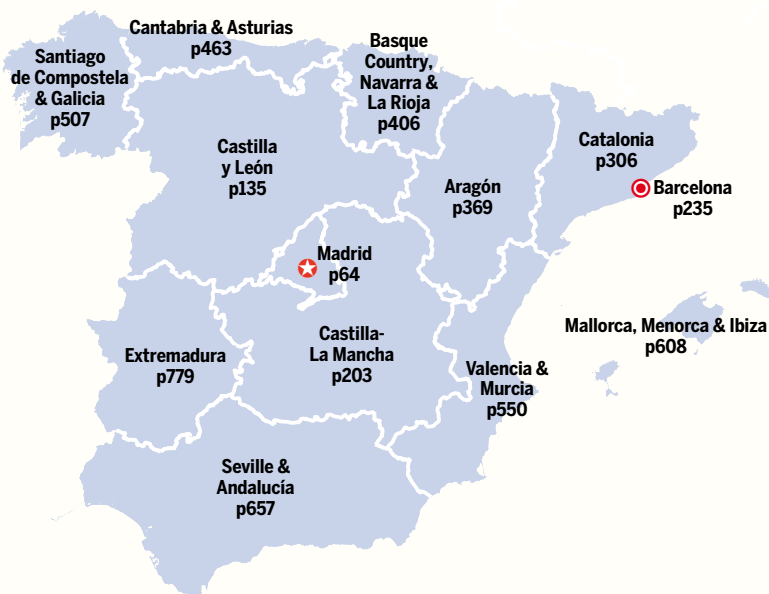 Cantabria & Asturias
p463
Santiago
de Compostela
& Galicia
p507
Basque
Country,
Navarra &
La Rioja
p406
Castilla
y León
p135
Catalonia
p306
Aragón
p369
Barcelona
p235
Madrid
p64
Mallorca, Menorca & Ibiza
p608
Castilla-
La Mancha
p203
Extremadura
p779
Valencia &
Murcia
p550
Seville &
Andalucía
p657